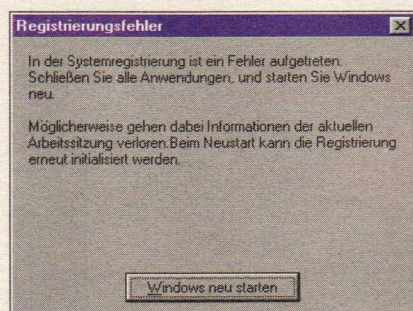 Registrierungsfehler
In der Systemregistrierung ist ein Fehler aufgetreten.
Schließen Sie alle Anwendungen, und starten Sie Windows
neu.
Möglicherweise gehen dabei Informationen der aktuellen
Arbeitssitzung verloren.Beim Neustart kann die Registrierung
erneut initialisiert werden.
Windows neu starten